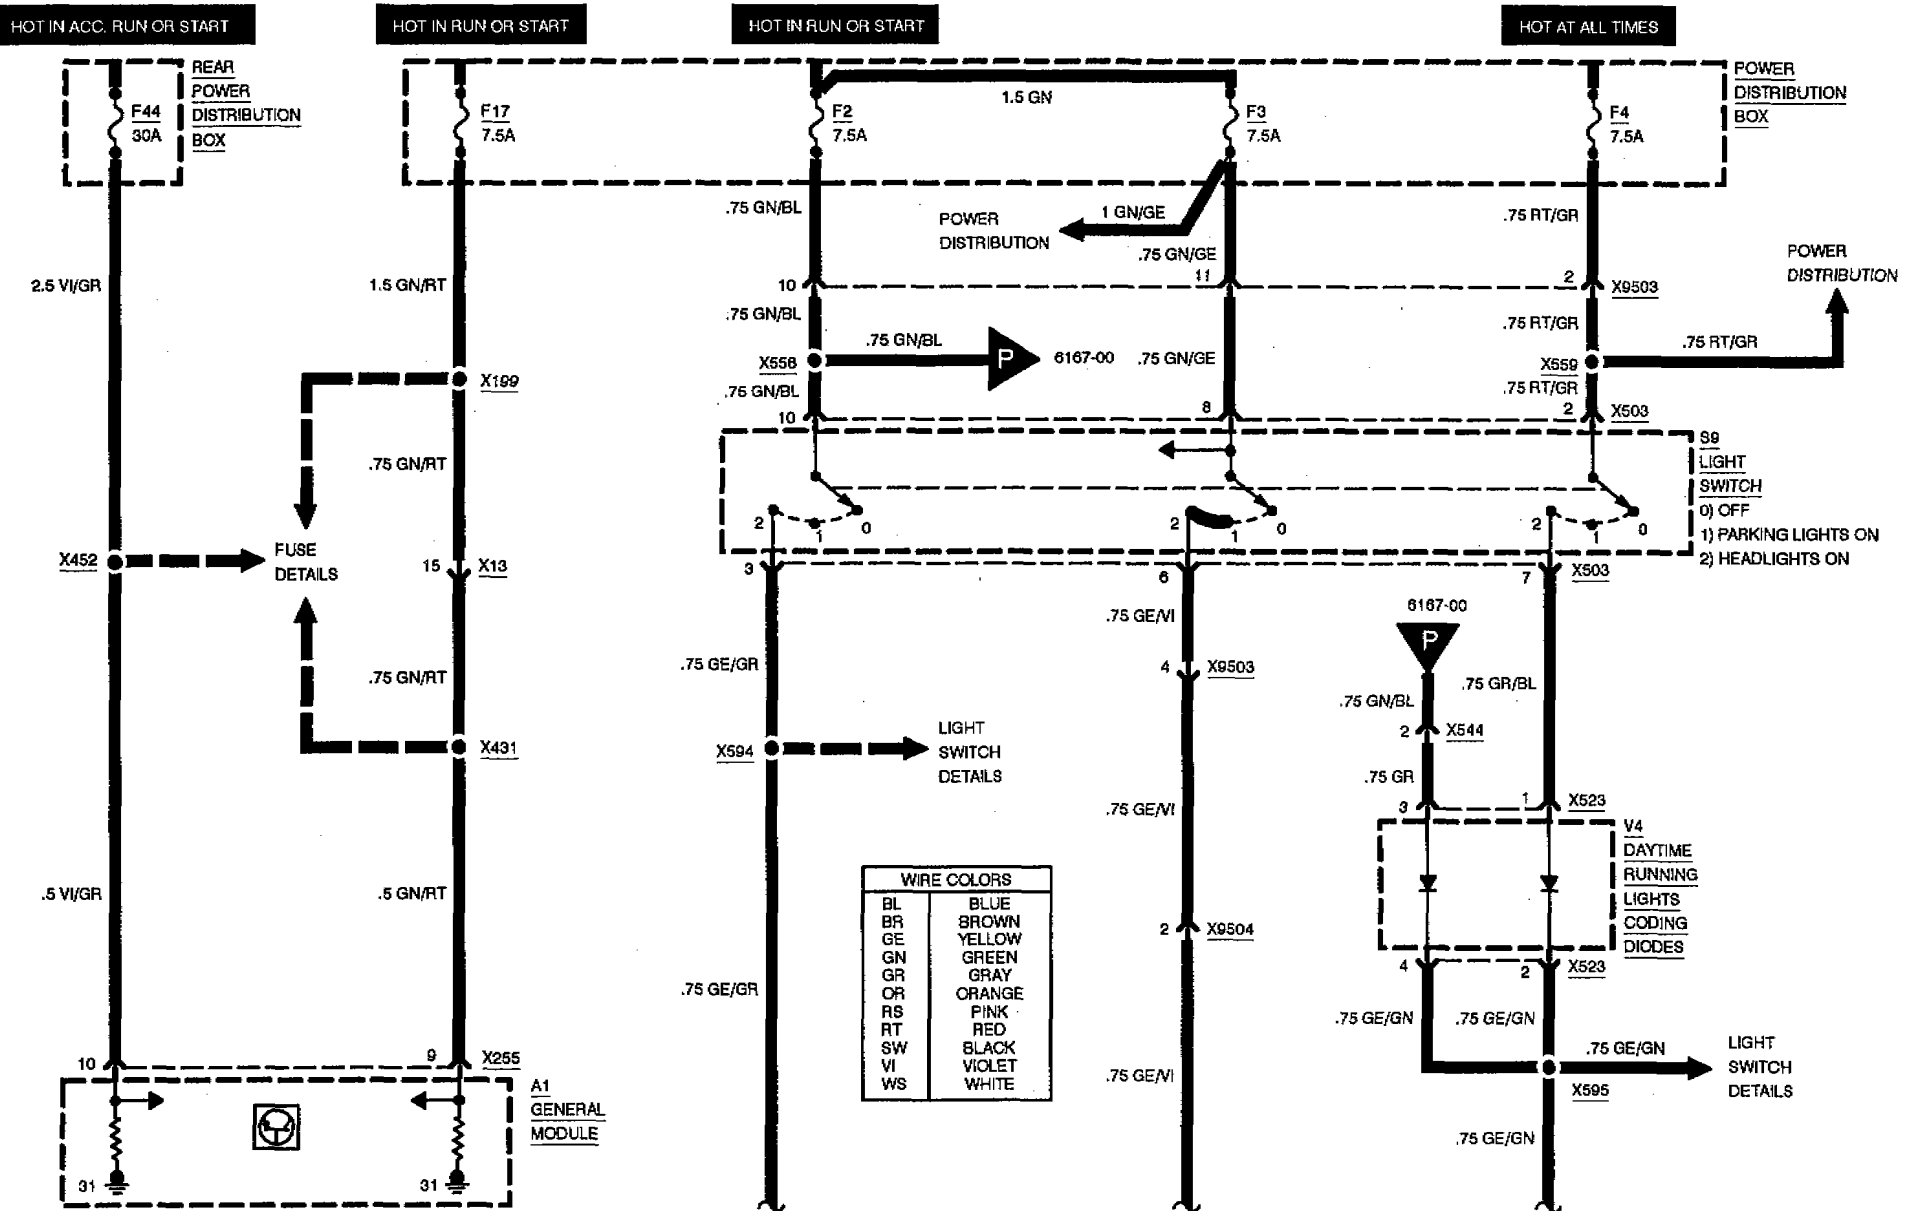 HOT IN ACC. RUN OR START
HOT IN RUN OR START
HOT IN RUN OR START
HOT AT ALL TIMES
REAR
POWER
DISTRIBUTION
BOX
F44
30A
F17
7.5A
F2
7.5A
1.5 GN
F3
7.5A
F4
7.5A
POWER
DISTRIBUTION
BOX
.75 GN/BL
POWER
DISTRIBUTION
1 GN/GE
.75 GN/GE
.75 RT/GR
POWER
DISTRIBUTION
2.5 VI/GR
1.5 GN/RT
10
11
2
X9503
.75 GN/BL
.75 GN/BL
P
6167-00
.75 GN/GE
.75 RT/GR
.75 RT/GR
X558
X559
X199
.75 GN/BL
.75 RT/GR
10
8
2
X503
S9
LIGHT
SWITCH
0) OFF
1) PARKING LIGHTS ON
2) HEADLIGHTS ON
.75 GN/RT
2
1
0
2
1
0
2
1
0
X452
FUSE
DETAILS
15
X13
3
6
7
X503
.75 GE/VI
6167-00
P
.75 GE/GR
4
X9503
.75 GN/RT
.75 GR/BL
.75 GN/BL
X431
X594
LIGHT
SWITCH
DETAILS
2
X544
.75 GR
.75 GE/VI
3
1
X523
V4
DAYTIME
RUNNING
LIGHTS
CODING
DIODES
.5 VI/GR
.5 GN/RT
WIRE COLORS
BL BLUE
BR BROWN
GE YELLOW
GN GREEN
GR GRAY
OR ORANGE
RS PINK
RT RED
SW BLACK
VI VIOLET
WS WHITE
2
X9504
4
2
X523
.75 GE/GR
.75 GE/GN
.75 GE/GN
.75 GE/GN
LIGHT
SWITCH
DETAILS
X595
10
9
X255
.75 GE/VI
A1
GENERAL
MODULE
.75 GE/GN
31
31